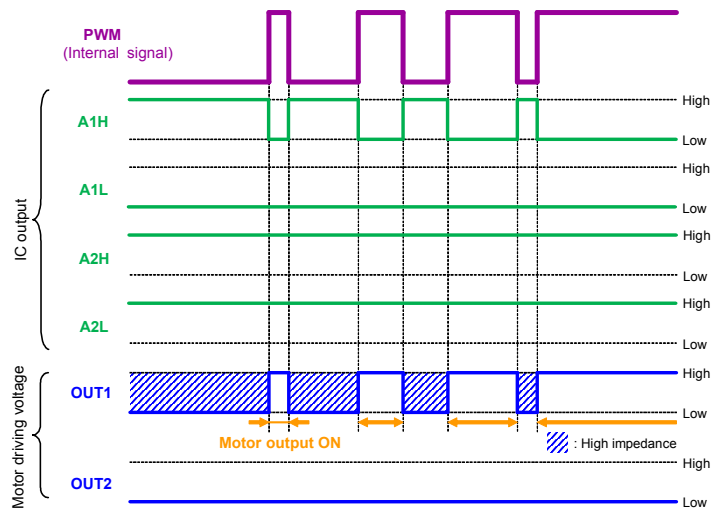 PWM
(Internal signal)
IC output
A1H
High
Low
A1L
High
Low
A2H
High
Low
A2L
High
Low
Motor driving voltage
OUT1
High
Low
Motor output ON
: High impedance
OUT2
High
Low